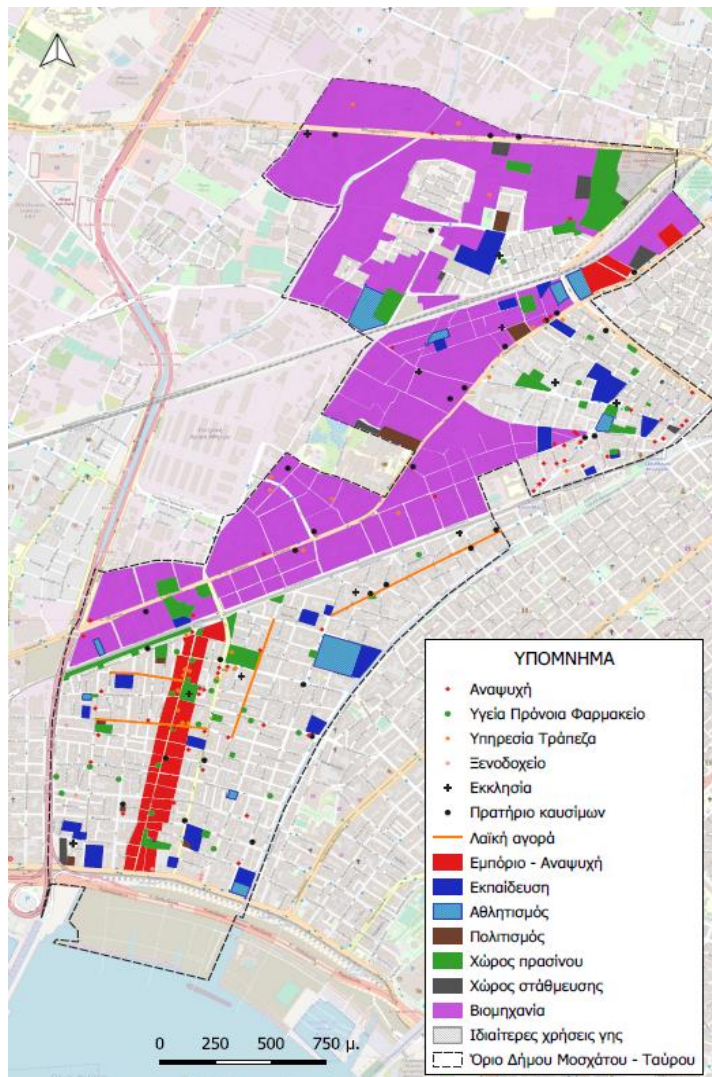 ΥΠΟΜΝΗΜΑ
Αναψυχή
Υγεία Πρόνοια Φαρμακείο
Υπηρεσία Τράπεζα
Ξενοδοχείο
Εκκλησία
Πρατήριο καυσίμων
Λαϊκή αγορά
Εμπόριο - Αναψυχή
Εκπαίδευση
Αθλητισμός
Πολιτισμός
Χώρος πρασίνου
Χώρος στάθμευσης
Βιομηχανία
Ιδιαίτερες χρήσεις γης
Όριο Δήμου Μοσχάτου - Ταύρου
0 250 500 750 μ.